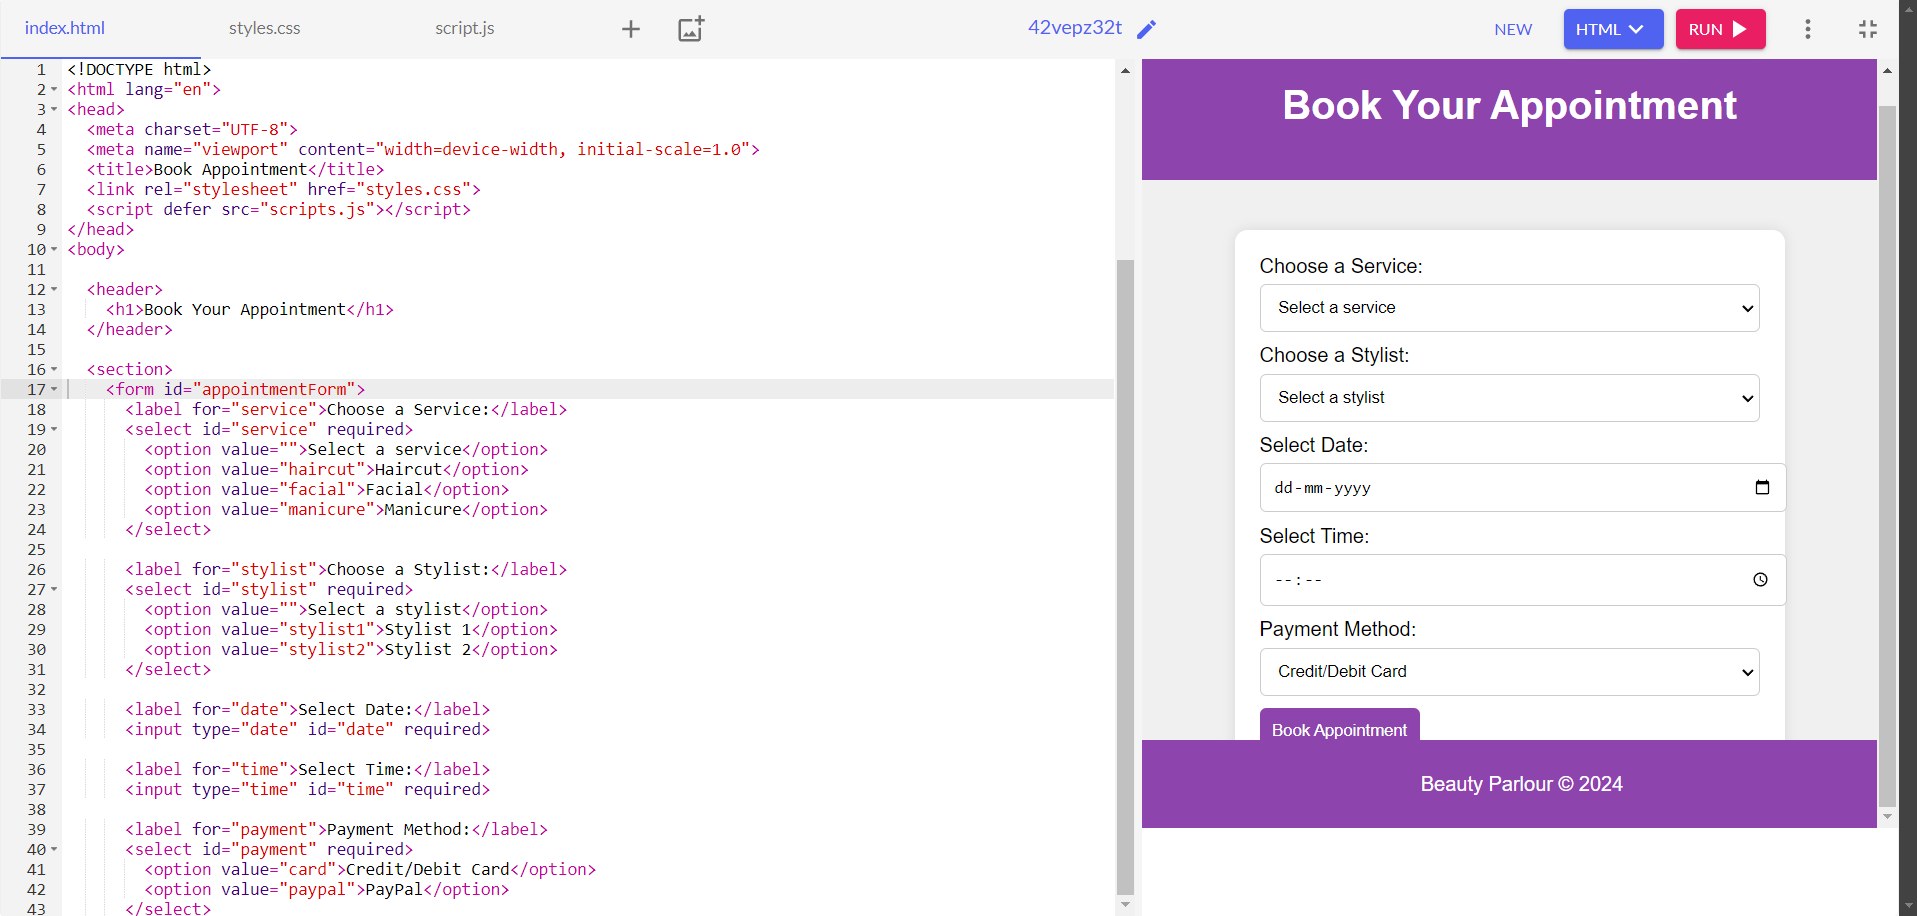 index.html styles.css script.js 42vepz32t NEW HTML RUN
1 <!DOCTYPE html>
2 <html lang="en">
3 <head>
4 <meta charset="UTF-8">
5 <meta name="viewport" content="width=device-width, initial-scale=1.0">
6 <title>Book Appointment</title>
7 <link rel="stylesheet" href="styles.css">
8 <script defer src="scripts.js"></script>
9 </head>
10 <body>
11
12 <header>
13 <h1>Book Your Appointment</h1>
14 </header>
15
16 <section>
17 <form id="appointmentForm">
18 <label for="service">Choose a Service:</label>
19 <select id="service" required>
20 <option value="">Select a service</option>
21 <option value="haircut">Haircut</option>
22 <option value="facial">Facial</option>
23 <option value="manicure">Manicure</option>
24 </select>
25
26 <label for="stylist">Choose a Stylist:</label>
27 <select id="stylist" required>
28 <option value="">Select a stylist</option>
29 <option value="stylist1">Stylist 1</option>
30 <option value="stylist2">Stylist 2</option>
31 </select>
32
33 <label for="date">Select Date:</label>
34 <input type="date" id="date" required>
35
36 <label for="time">Select Time:</label>
37 <input type="time" id="time" required>
38
39 <label for="payment">Payment Method:</label>
40 <select id="payment" required>
41 <option value="card">Credit/Debit Card</option>
42 <option value="paypal">PayPal</option>
43 </select>
Book Your Appointment
Choose a Service:
Select a service
Choose a Stylist:
Select a stylist
Select Date:
dd-mm-yyyy
Select Time:
--:--
Payment Method:
Credit/Debit Card
Book Appointment
Beauty Parlour © 2024